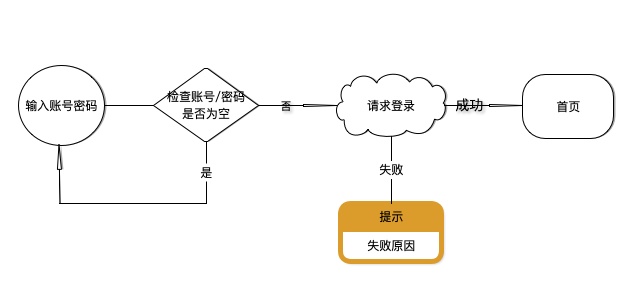 输入账号密码
检查账号/密码
是否为空
否
请求登录
成功
首页
是
失败
提示
失败原因